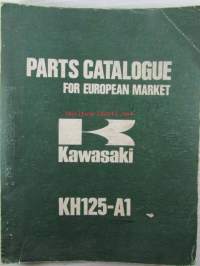 PARTS CATALOGUE
FOR EUROPEAN MARKET
Kawasaki
KH125-A1